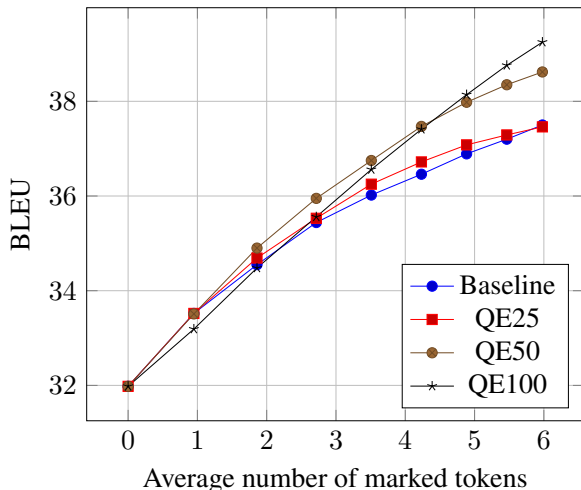 BLEU
38
36
34
32
0 1 2 3 4 5 6
Average number of marked tokens
Baseline
QE25
QE50
QE100